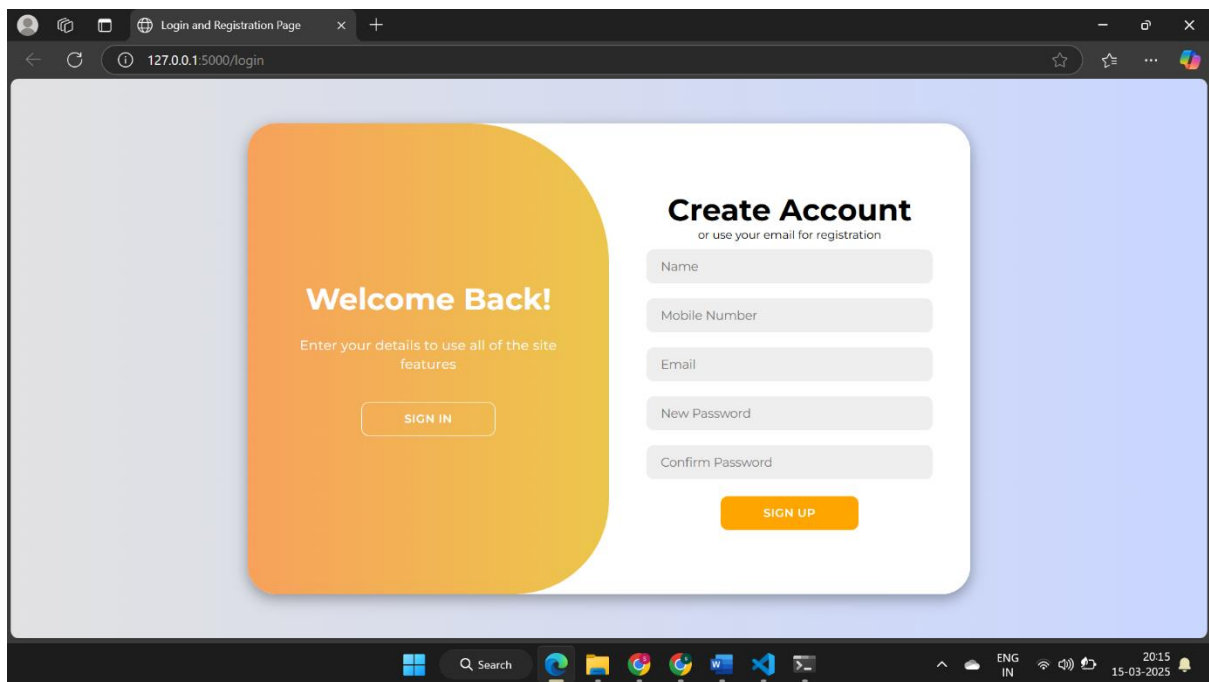 Login and Registration Page
127.0.0.1:5000/login
Welcome Back!
Enter your details to use all of the site
features
SIGN IN
Create Account
or use your email for registration
Name
Mobile Number
Email
New Password
Confirm Password
SIGN UP
Search
ENG
IN
20:15
15-03-2025